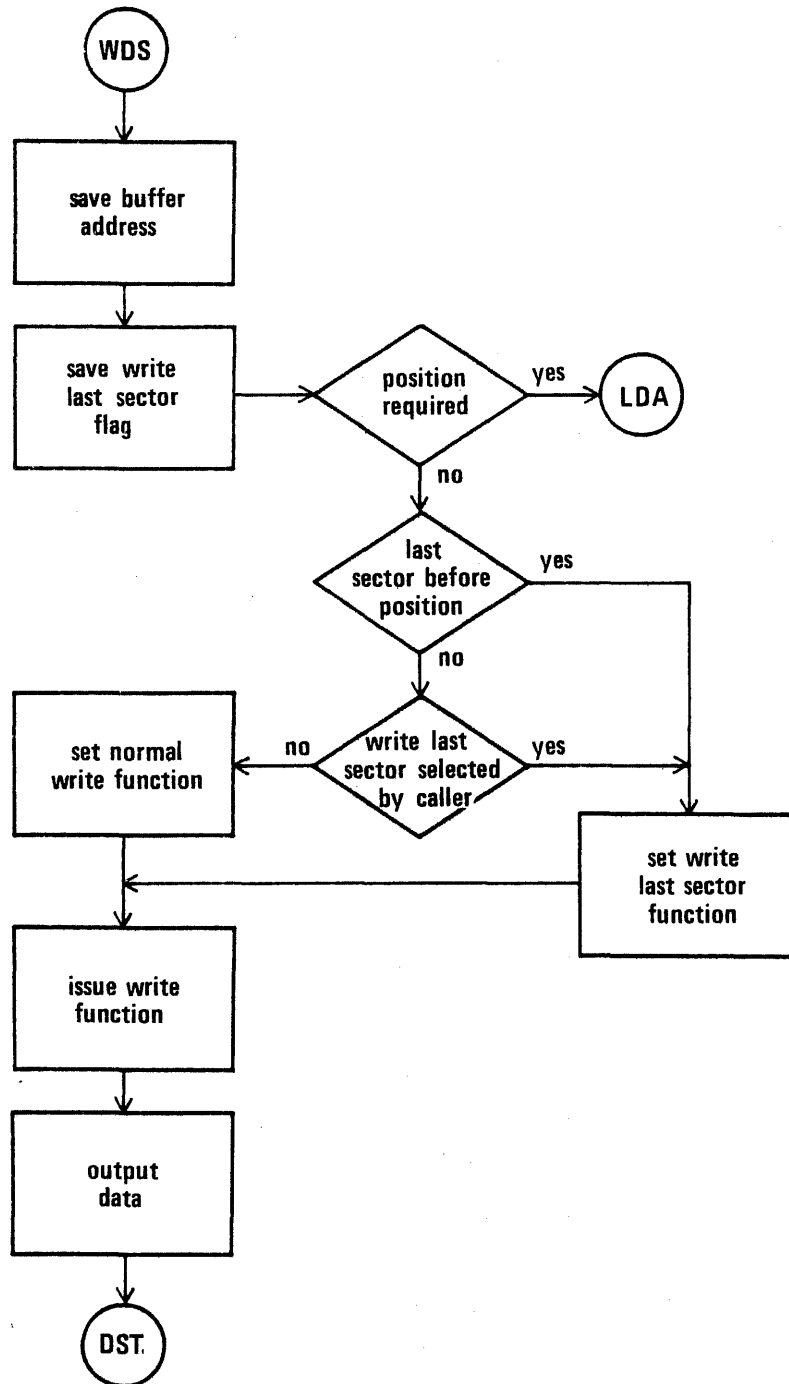 WDS
save buffer
address
save write
last sector
flag
position
required
yes
LDA
no
last
sector before
position
yes
no
write last
sector selected
by caller
no
yes
set normal
write function
set write
last sector
function
issue write
function
output
data
DST.